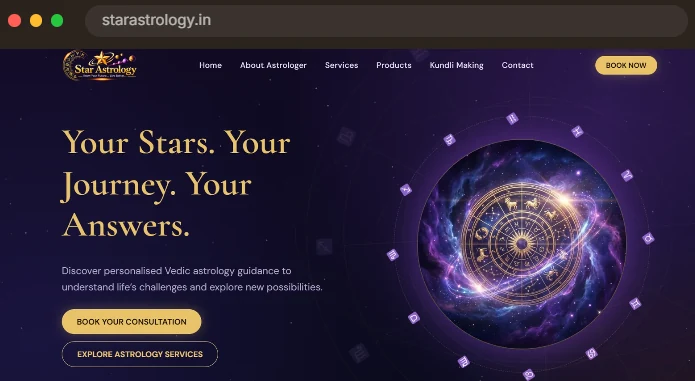 starastrology.in
Star Astrology
Home About Astrologer Services Products Kundli Making Contact BOOK NOW
Your Stars. Your
Journey. Your
Answers.
Discover personalised Vedic astrology guidance to
understand life's challenges and explore new possibilities.
BOOK YOUR CONSULTATION
EXPLORE ASTROLOGY SERVICES